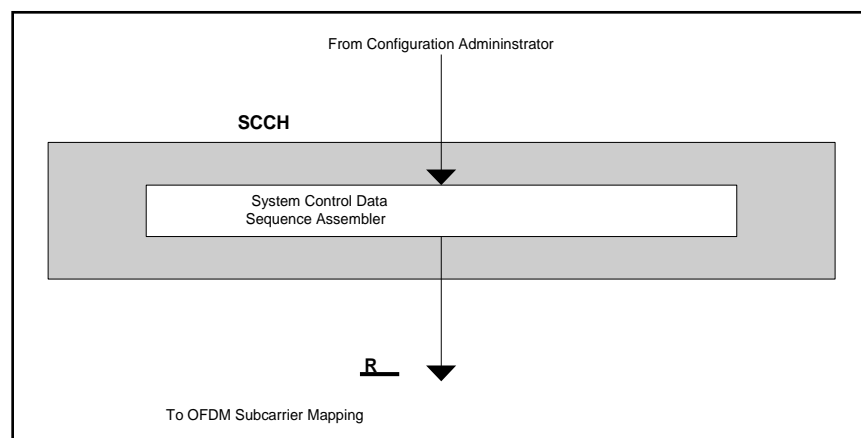 From Configuration Admininstrator
SCCH
System Control Data
Sequence Assembler
R
To OFDM Subcarrier Mapping